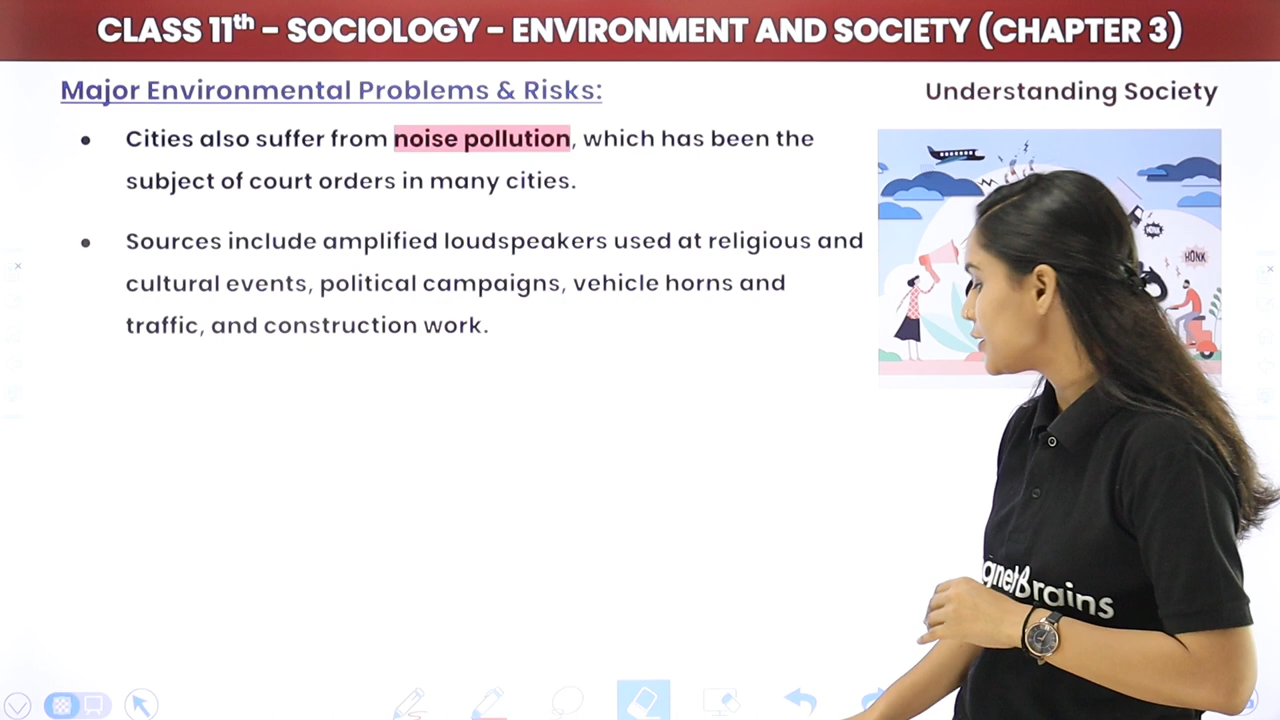 CLASS 11th - SOCIOLOGY - ENVIRONMENT AND SOCIETY (CHAPTER 3)
Major Environmental Problems & Risks:
Understanding Society
• Cities also suffer from noise pollution, which has been the
subject of court orders in many cities.
• Sources include amplified loudspeakers used at religious and
cultural events, political campaigns, vehicle horns and
traffic, and construction work.
HONK